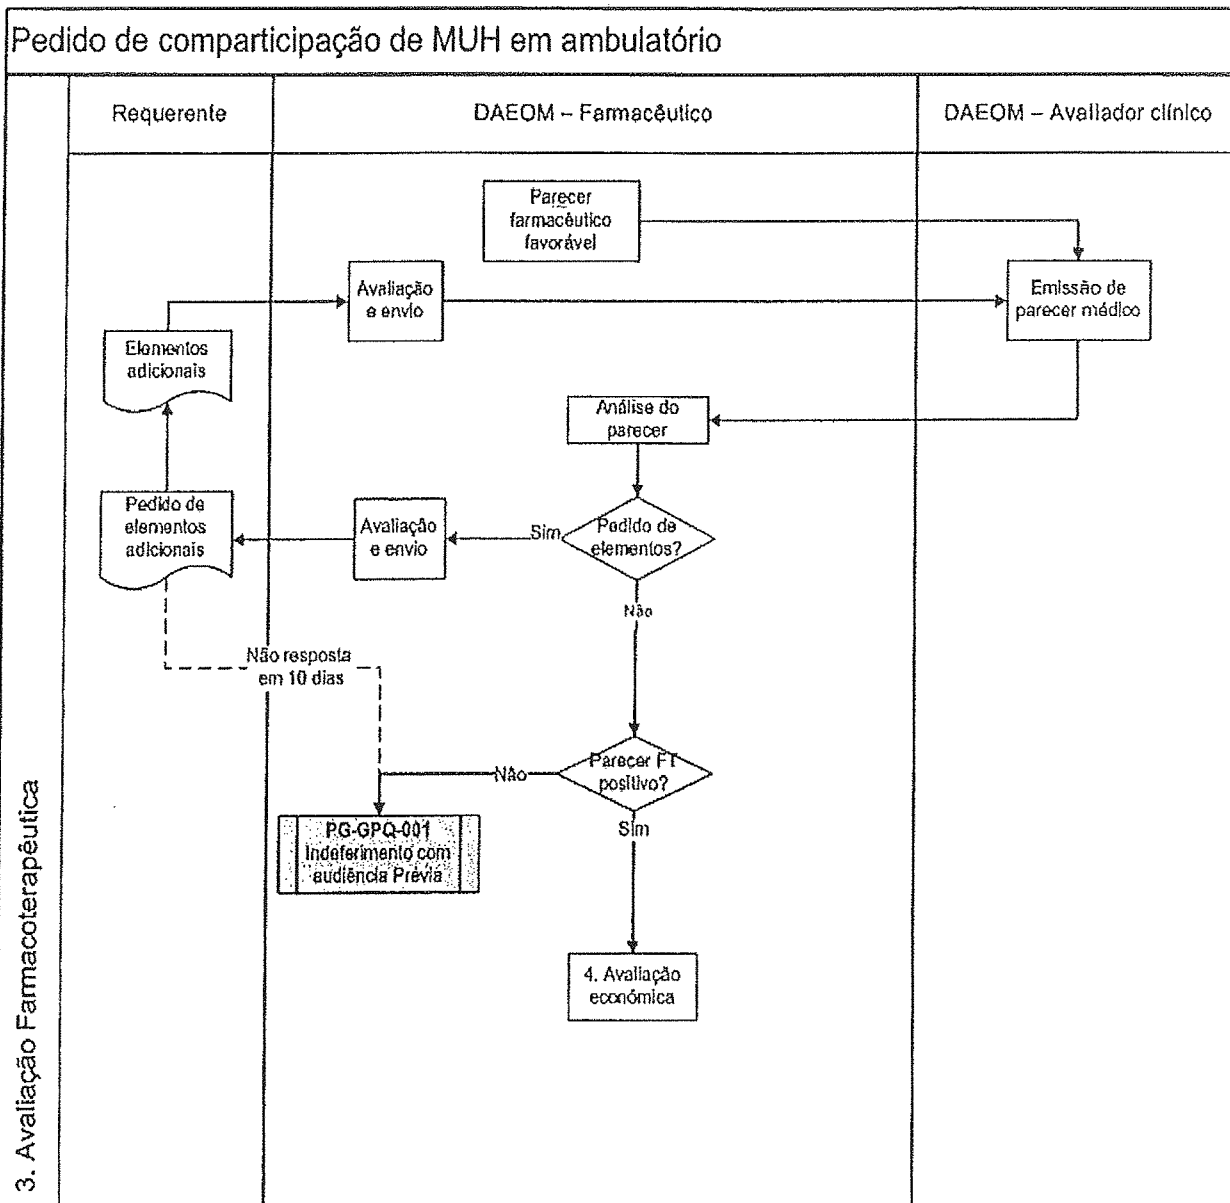 Pedido de comparticipação de MUH em ambulatório
Requerente
DAEOM – Farmacêutico
DAEOM – Avaliador clínico
Parecer
farmacêutico
favorável
Avaliação
e envio
Emissão de
parecer médico
Elementos
adicionais
Análise do
parecer
Pedido de
elementos
adicionais
Avaliação
e envio
Sim
Pedido de
elementos?
Não
Não resposta
em 10 dias
Parecer FT
positivo?
Não
Sim
PG-GPQ-001
Indeferimento com
audiência Prévia
4. Avaliação
económica
3. Avaliação Farmacoterapêutica